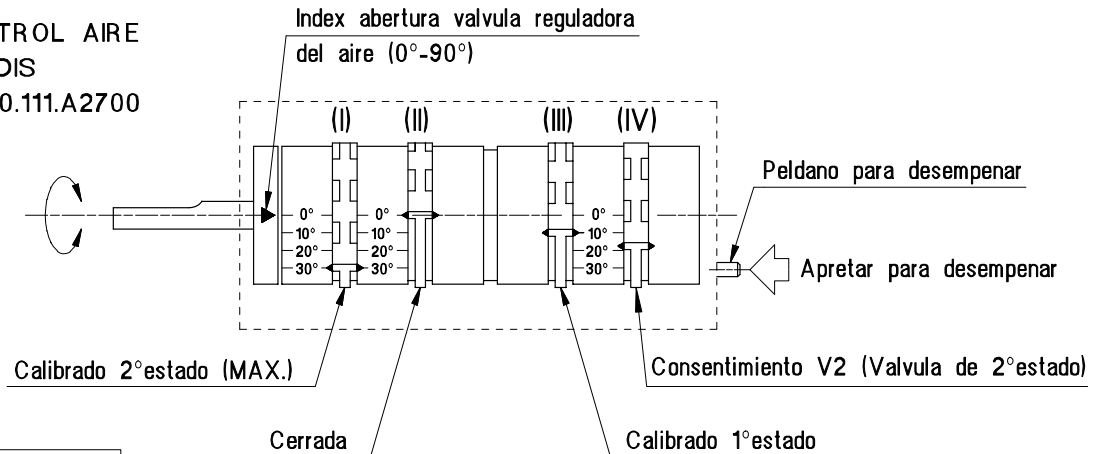 TROL AIRE
DIS
0.111.A2700
Index abertura valvula reguladora
del aire (0°-90°)
(I) (II) (III) (IV)
Peldano para desempenar
0° 0° 0°
10° 10° 10°
20° 20° 20°
30° 30° 30°
Apretar para desempenar
Calibrado 2°estado (MAX.)
Consentimiento V2 (Valvula de 2°estado)
Cerrada
Calibrado 1°estado